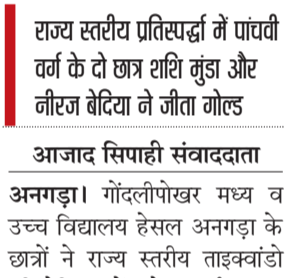 राज्य स्तरीय प्रतिस्पर्द्धा में पांचवी
वर्ग के दो छात्र शशि मुंडा और
नीरज बेदिया ने जीता गोल्ड
आजाद सिपाही संवाददाता
अनगड़ा। गोंदलीपोखर मध्य व
उच्च विद्यालय हेसल अनगड़ा के
छात्रों ने राज्य स्तरीय ताइक्वांडो